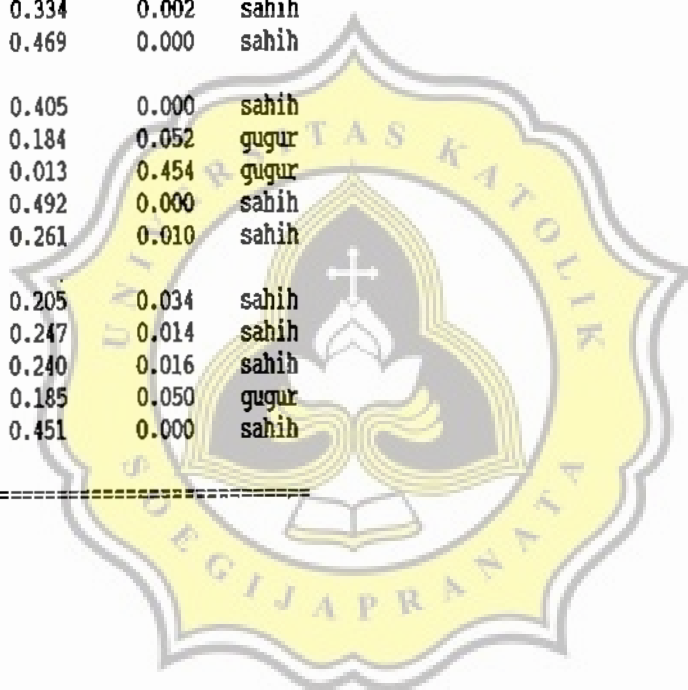 0.334 0.002 sahih
0.469 0.000 sahih
0.405 0.000 sahih
0.184 0.052 gugur
0.013 0.454 gugur
0.492 0.000 sahih
0.261 0.010 sahih
0.205 0.034 sahih
0.247 0.014 sahih
0.240 0.016 sahih
0.185 0.050 gugur
0.451 0.000 sahih
UNIVERSITAS KATOLIK
SOEGIJAPRANATA